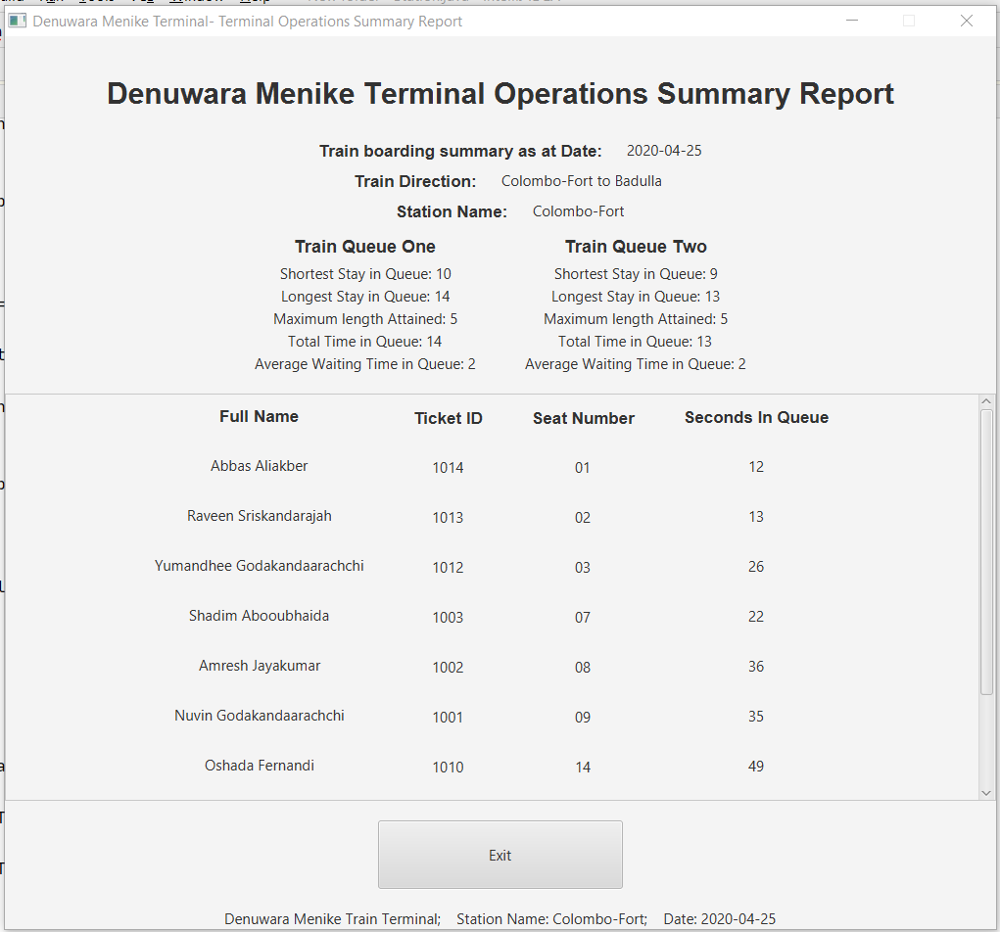 Denuwara Menike Terminal- Terminal Operations Summary Report
Denuwara Menike Terminal Operations Summary Report
Train boarding summary as at Date: 2020-04-25
Train Direction: Colombo-Fort to Badulla
Station Name: Colombo-Fort
Train Queue One Train Queue Two
Shortest Stay in Queue: 10 Shortest Stay in Queue: 9
Longest Stay in Queue: 14 Longest Stay in Queue: 13
Maximum length Attained: 5 Maximum length Attained: 5
Total Time in Queue: 14 Total Time in Queue: 13
Average Waiting Time in Queue: 2 Average Waiting Time in Queue: 2
Full Name Ticket ID Seat Number Seconds In Queue
Abbas Aliakber 1014 01 12
Raveen Sriskandarajah 1013 02 13
Yumandhee Godakandaarachchi 1012 03 26
Shadim Abooubhaida 1003 07 22
Amresh Jayakumar 1002 08 36
Nuvin Godakandaarachchi 1001 09 35
Oshada Fernandi 1010 14 49
Exit
Denuwara Menike Train Terminal; Station Name: Colombo-Fort; Date: 2020-04-25